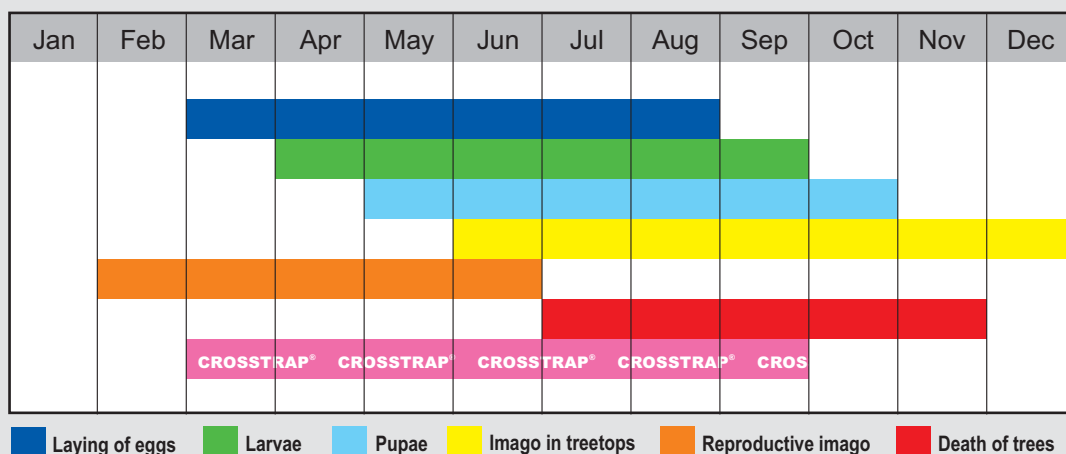 Jan Feb Mar Apr May Jun Jul Aug Sep Oct Nov Dec
CROSSTRAP® CROSSTRAP® CROSSTRAP® CROSSTRAP® CROS
Laying of eggs Larvae Pupae Imago in treetops Reproductive imago Death of trees